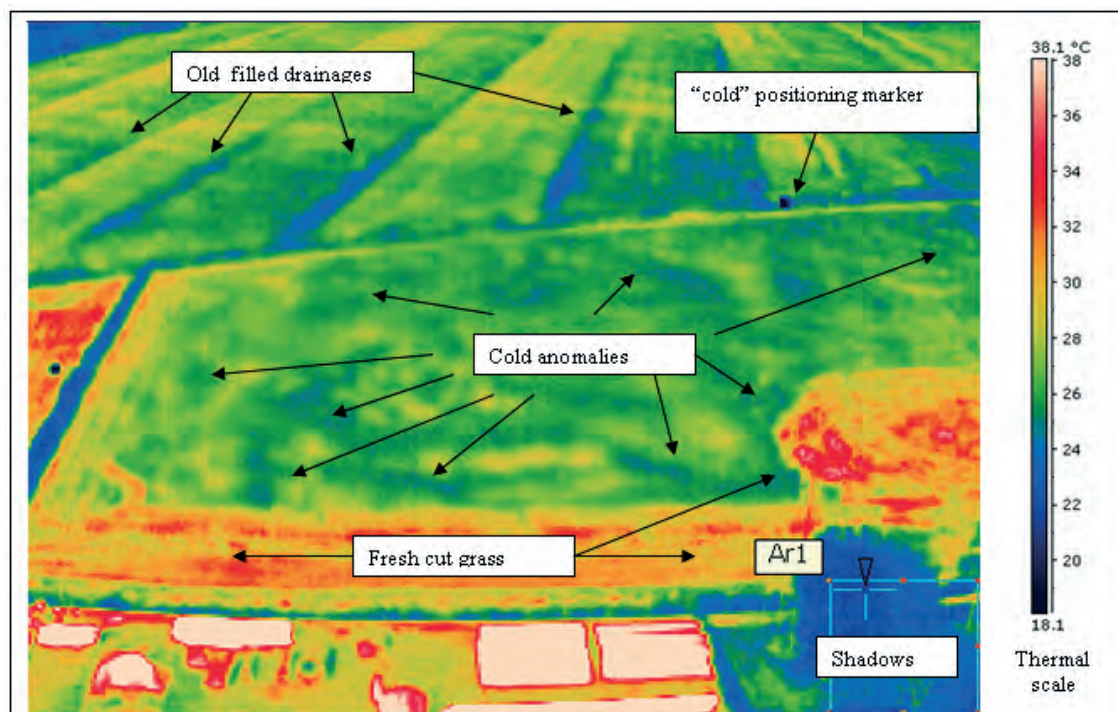 Old filled drainages
“cold” positioning marker
Cold anomalies
Fresh cut grass
Ar1
Shadows
38.1 °C
38
36
34
32
30
28
26
24
22
20
18.1
Thermal
scale